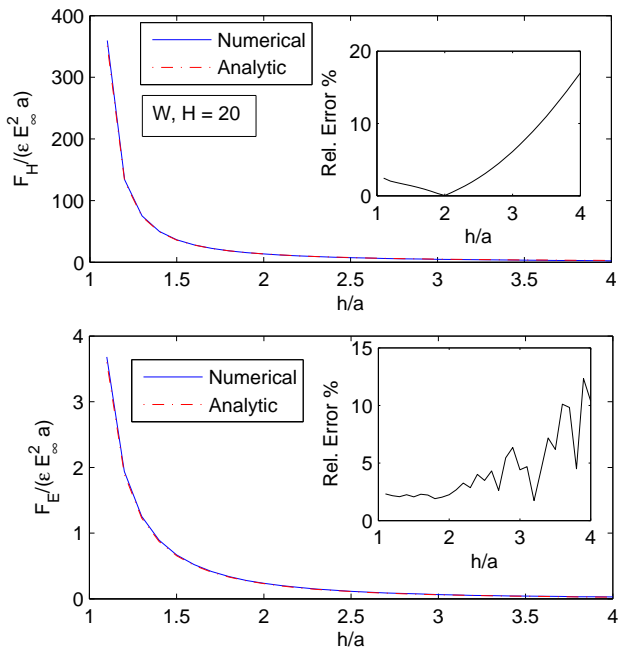 400
300
200
100
0
F_H/(ε E_∞^2 a)
Numerical
Analytic
W, H = 20
20
10
0
Rel. Error %
1 2 3 4
h/a
1 1.5 2 2.5 3 3.5 4
h/a
4
3
2
1
0
F_E/(ε E_∞^2 a)
Numerical
Analytic
15
10
5
0
Rel. Error %
1 2 3 4
h/a
1 1.5 2 2.5 3 3.5 4
h/a